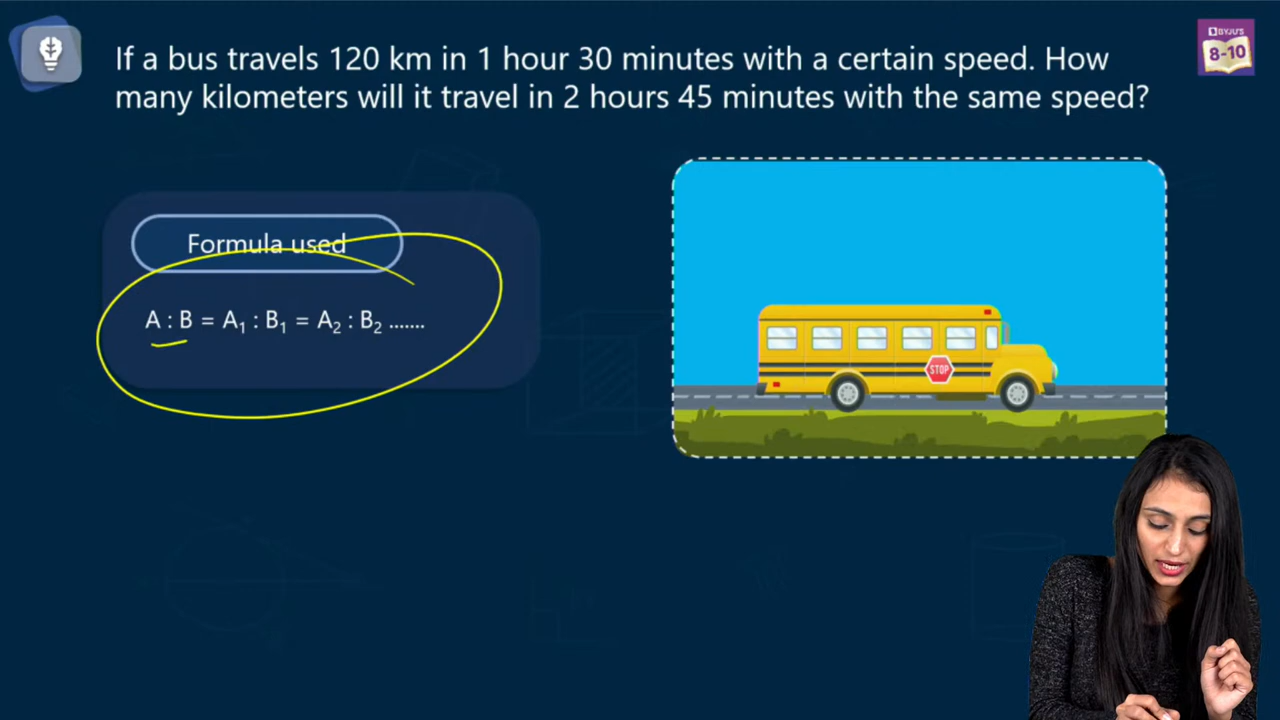 If a bus travels 120 km in 1 hour 30 minutes with a certain speed. How
many kilometers will it travel in 2 hours 45 minutes with the same speed?
BYJU'S
8-10
Formula used
A : B = A₁ : B₁ = A₂ : B₂ .......
STOP